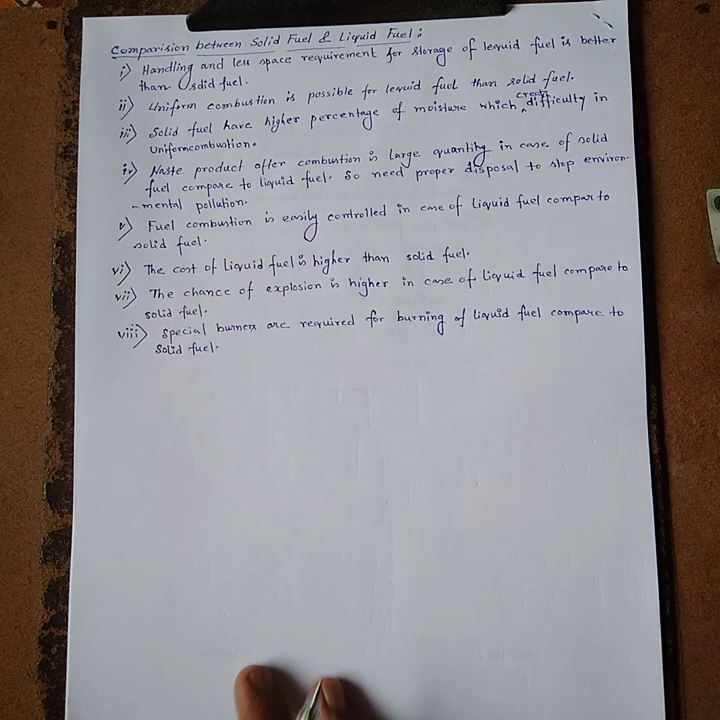 Comparision between Solid Fuel & Liquid Fuel:
i) Handling and less space requirement for storage of lequid fuel is better
than solid fuel.
ii) Uniform combustion is possible for lequid fuel than solid fuel.
iii) Solid fuel have higher percentage of moisture which create difficulty in
Uniform combustion.
iv) Waste product after combustion is large quantity in case of solid
fuel compare to liquid fuel. So need proper disposal to stop environ-
-mental pollution.
v) Fuel combustion is easily controlled in case of Liquid fuel compar to
solid fuel.
vi) The cost of liquid fuel is higher than solid fuel.
vii) The chance of explosion is higher in case of liquid fuel compare to
solid fuel.
viii) Special burners are required for burning of liquid fuel compare to
Solid fuel.